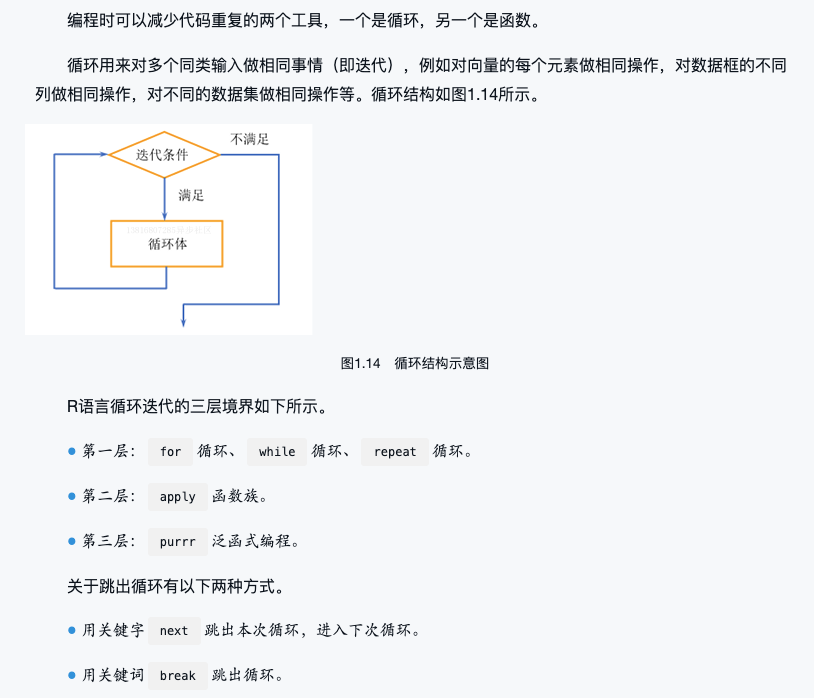 编程时可以减少代码重复的两个工具，一个是循环，另一个是函数。
循环用来对多个同类输入做相同事情（即迭代），例如对向量的每个元素做相同操作，对数据框的不同
列做相同操作，对不同的数据集做相同操作等。循环结构如图1.14所示。
不满足
迭代条件
满足
循环体
图1.14 循环结构示意图
R语言循环迭代的三层境界如下所示。
● 第一层： for 循环、 while 循环、 repeat 循环。
● 第二层： apply 函数族。
● 第三层： purrr 泛函式编程。
关于跳出循环有以下两种方式。
● 用关键字 next 跳出本次循环，进入下次循环。
● 用关键词 break 跳出循环。